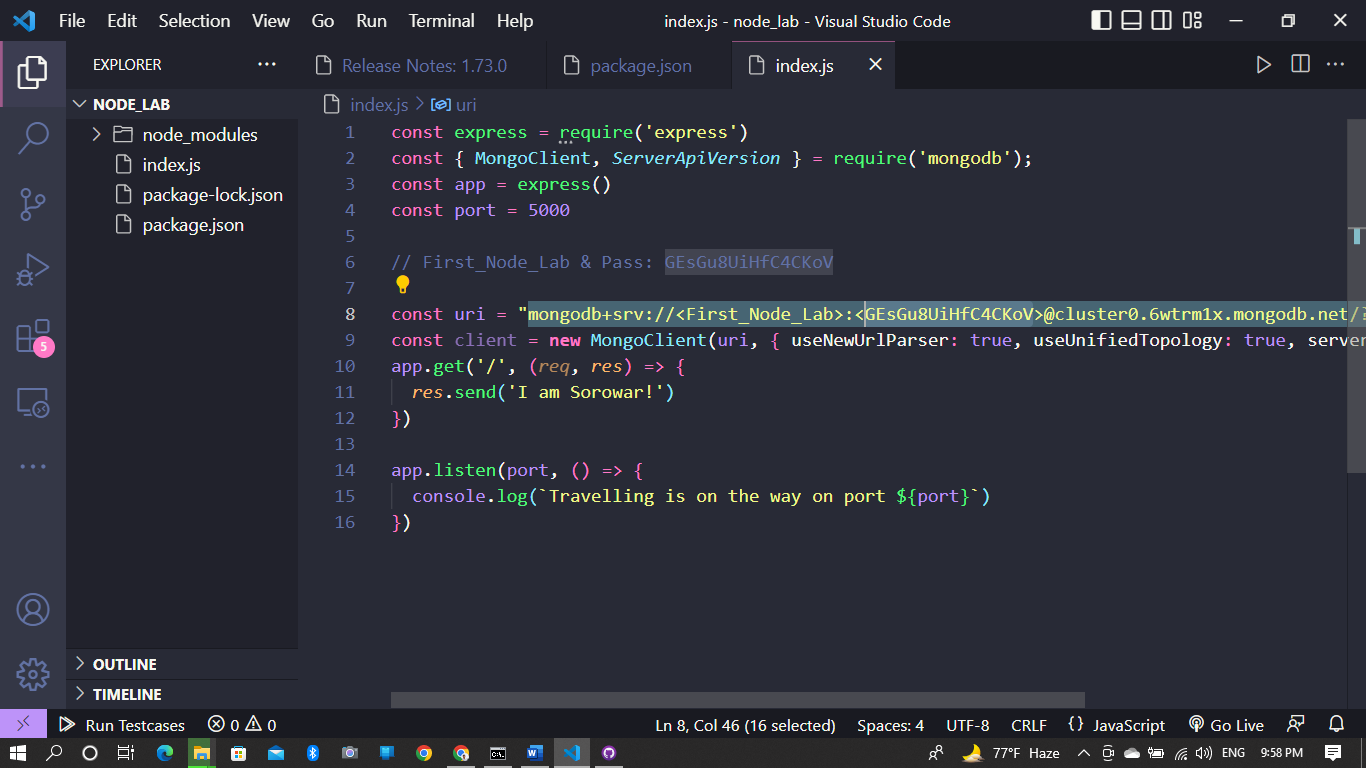 File Edit Selection View Go Run Terminal Help index.js - node_lab - Visual Studio Code
EXPLORER
Release Notes: 1.73.0 package.json index.js
NODE_LAB
node_modules
index.js
package-lock.json
package.json
index.js > uri
1 const express = require('express')
2 const { MongoClient, ServerApiVersion } = require('mongodb');
3 const app = express()
4 const port = 5000
5
6 // First_Node_Lab & Pass: GEsGu8UiHfC4CKoV
7
8 const uri = "mongodb+srv://<First_Node_Lab>:<GEsGu8UiHfC4CKoV>@cluster0.6wtrm1x.mongodb.net/?
9 const client = new MongoClient(uri, { useNewUrlParser: true, useUnifiedTopology: true, server
10 app.get('/', (req, res) => {
11 res.send('I am Sorowar!')
12 })
13
14 app.listen(port, () => {
15 console.log(`Travelling is on the way on port ${port}`)
16 })
5
OUTLINE
TIMELINE
Run Testcases 0 0 Ln 8, Col 46 (16 selected) Spaces: 4 UTF-8 CRLF {} JavaScript Go Live
77°F Haze ENG 9:58 PM